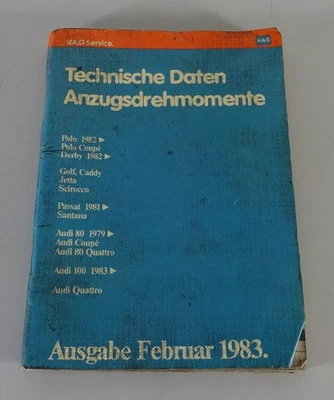 V.A.G Service.
V·A·G
Technische Daten
Anzugsdrehmomente
Polo 1982 ▶
Polo Coupé
Derby 1982 ▶
Golf, Caddy
Jetta
Scirocco
Passat 1981 ▶
Santana
Audi 80 1979 ▶
Audi Coupé
Audi 80 Quattro
Audi 100 1983 ▶
Audi Quattro
Ausgabe Februar 1983.